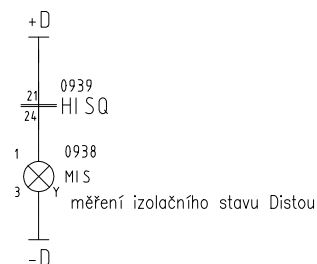 +D
0939
21
HISQ
24
0938
1
MIS
3
Y
měření izolačního stavu Distou
-D